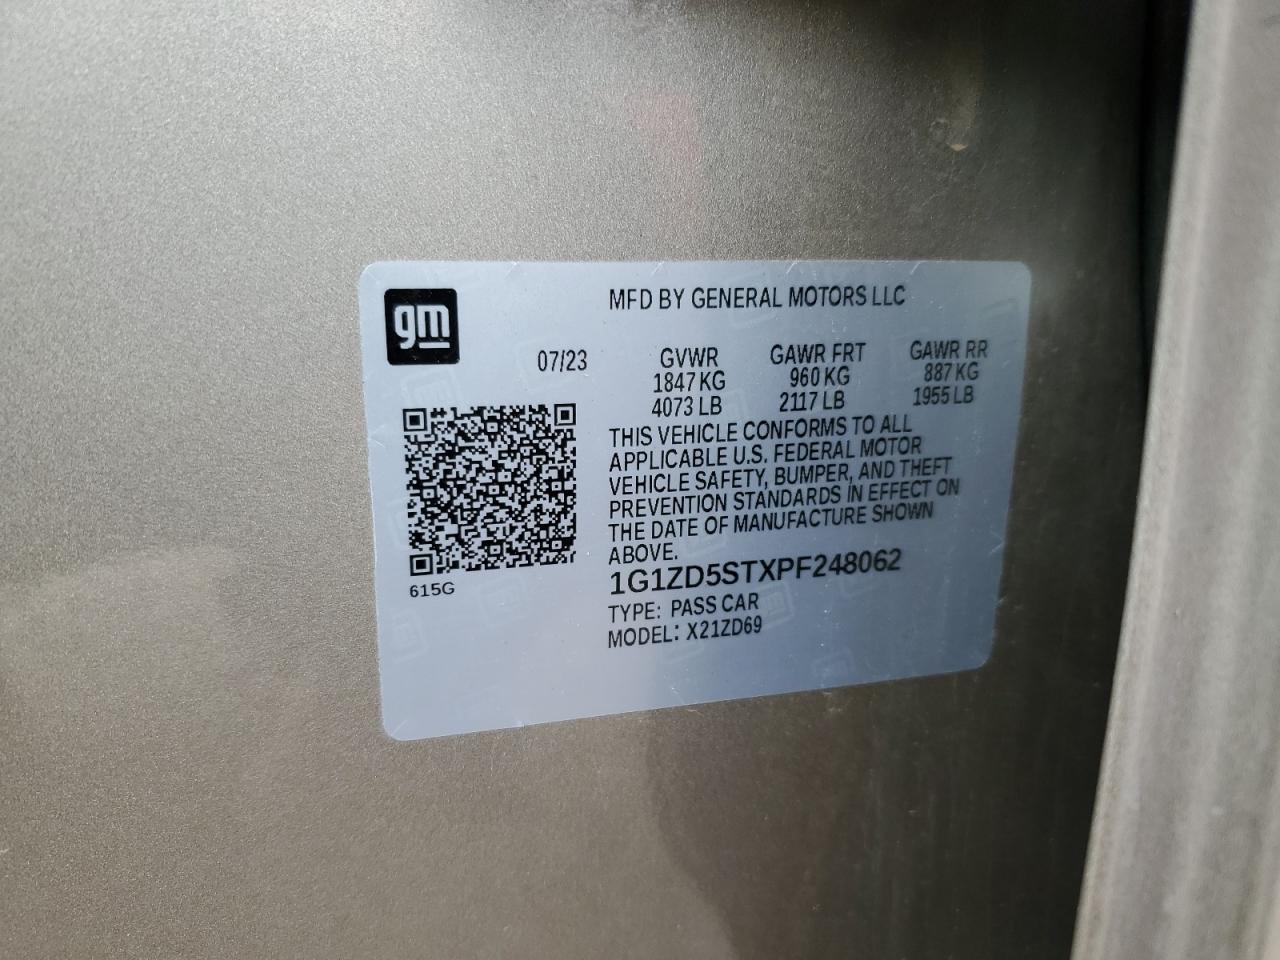 gm
MFD BY GENERAL MOTORS LLC
07/23 GVWR GAWR FRT GAWR RR
1847 KG 960 KG 887 KG
4073 LB 2117 LB 1955 LB
THIS VEHICLE CONFORMS TO ALL
APPLICABLE U.S. FEDERAL MOTOR
VEHICLE SAFETY, BUMPER, AND THEFT
PREVENTION STANDARDS IN EFFECT ON
THE DATE OF MANUFACTURE SHOWN
ABOVE.
1G1ZD5STXPF248062
TYPE: PASS CAR
MODEL: X21ZD69
615G